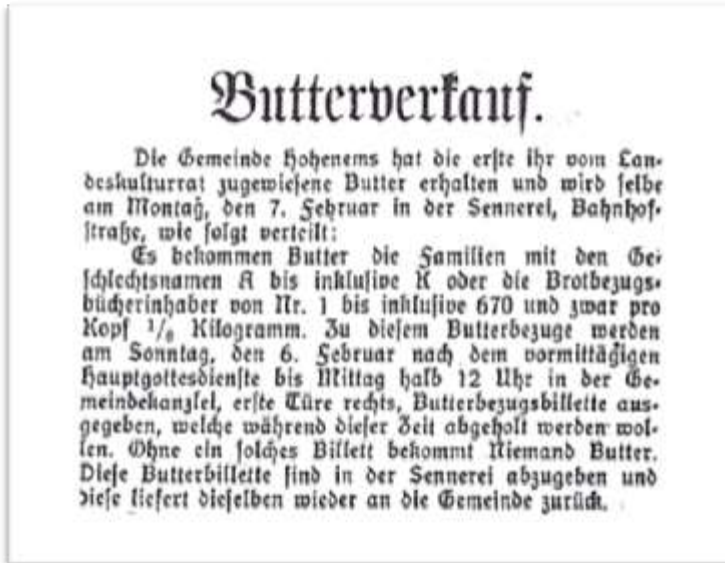 Butterverkauf.
Die Gemeinde Hohenems hat die erste ihr vom Lan-
deskulturrat zugewiesene Butter erhalten und wird selbe
am Montag, den 7. Februar in der Sennerei, Bahnhof-
straße, wie folgt verteilt:
Es bekommen Butter die Familien mit den Ge-
schlechtsnamen A bis inklusive K oder die Brotbezugs-
bücherinhaber von Nr. 1 bis inklusive 670 und zwar pro
Kopf Kilogramm. Zu diesem Butterbezuge werden
am Sonntag, den 6. Februar nach dem vormittägigen
Hauptgottesdienste bis Mittag halb 12 Uhr in der Ge-
meindekanzlei, erste Türe rechts, Butterbezugsbillette aus-
gegeben, welche während dieser Zeit abgeholt werden wol-
len. Ohne ein solches Billett bekommt Niemand Butter.
Diese Butterbillette sind in der Sennerei abzugeben und
diese liefert dieselben wieder an die Gemeinde zurück.